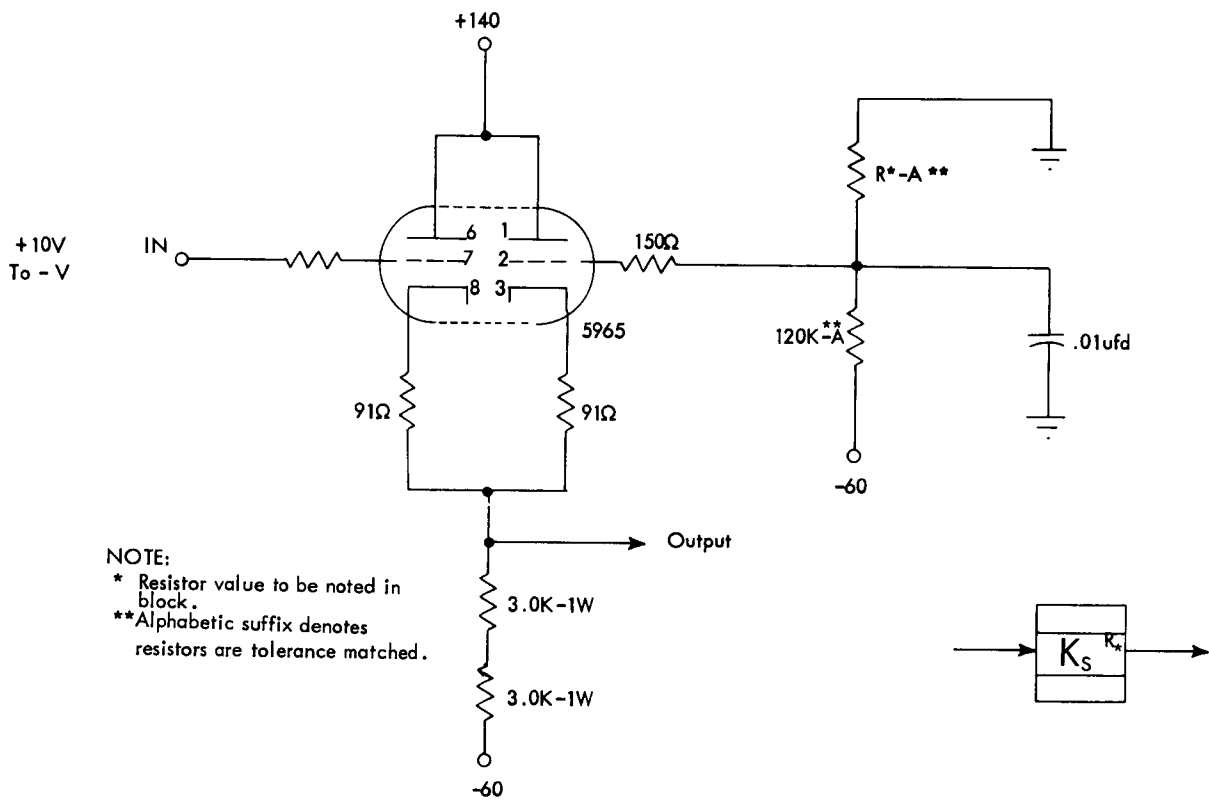 +140
R*-A **
+10V
To - V
IN
6 1
7 2
8 3
150Ω
5965
120K-A**
.01ufd
91Ω
91Ω
-60
Output
NOTE:
* Resistor value to be noted in
block.
**Alphabetic suffix denotes
resistors are tolerance matched.
3.0K-1W
3.0K-1W
-60
Ks R*